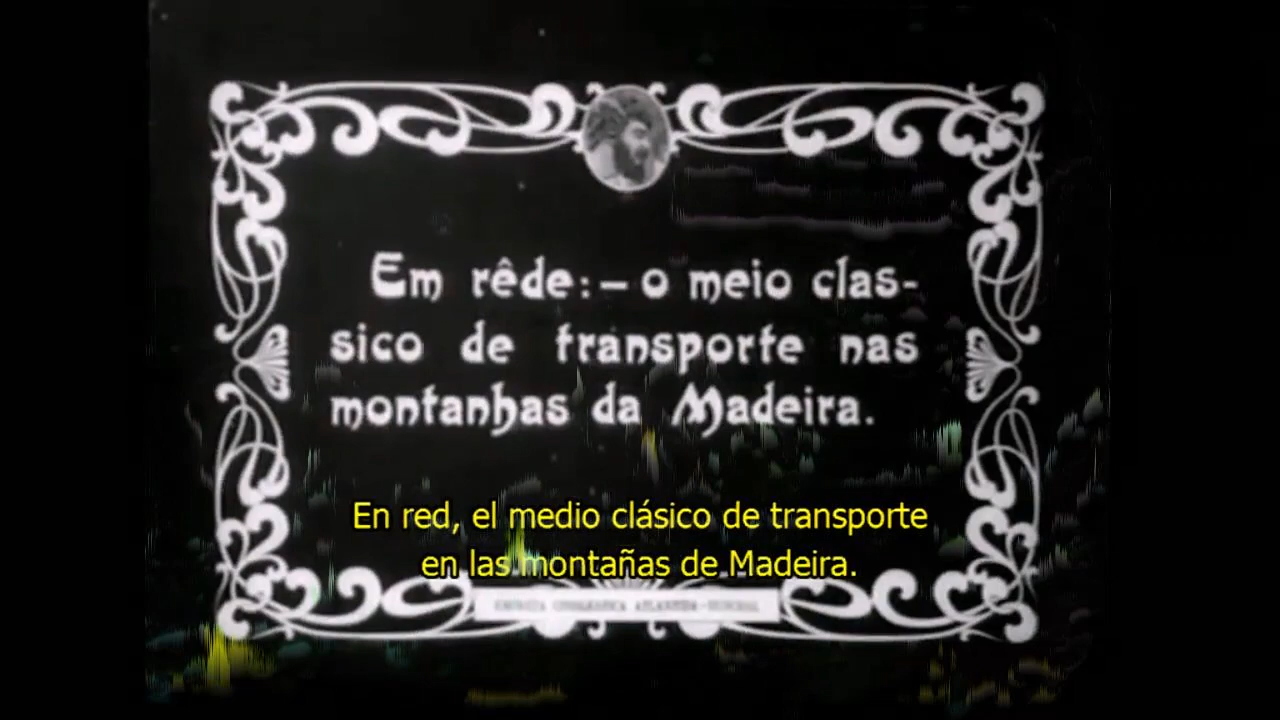 Em rêde:—o meio clas-
sico de transporte nas
montanhas da Madeira.
En red, el medio clásico de transporte
en las montañas de Madeira.